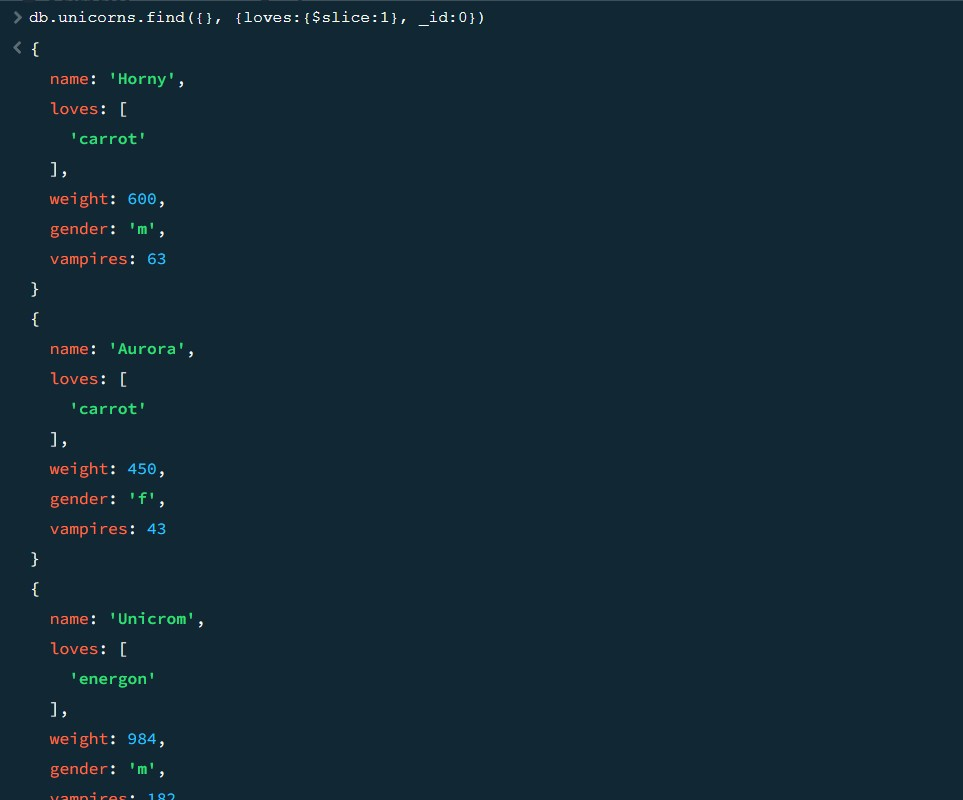 > db.unicorns.find({}, {loves:{$slice:1}, _id:0})
< {
name: 'Horny',
loves: [
'carrot'
],
weight: 600,
gender: 'm',
vampires: 63
}
{
name: 'Aurora',
loves: [
'carrot'
],
weight: 450,
gender: 'f',
vampires: 43
}
{
name: 'Unicrom',
loves: [
'energon'
],
weight: 984,
gender: 'm',
vampires: 182